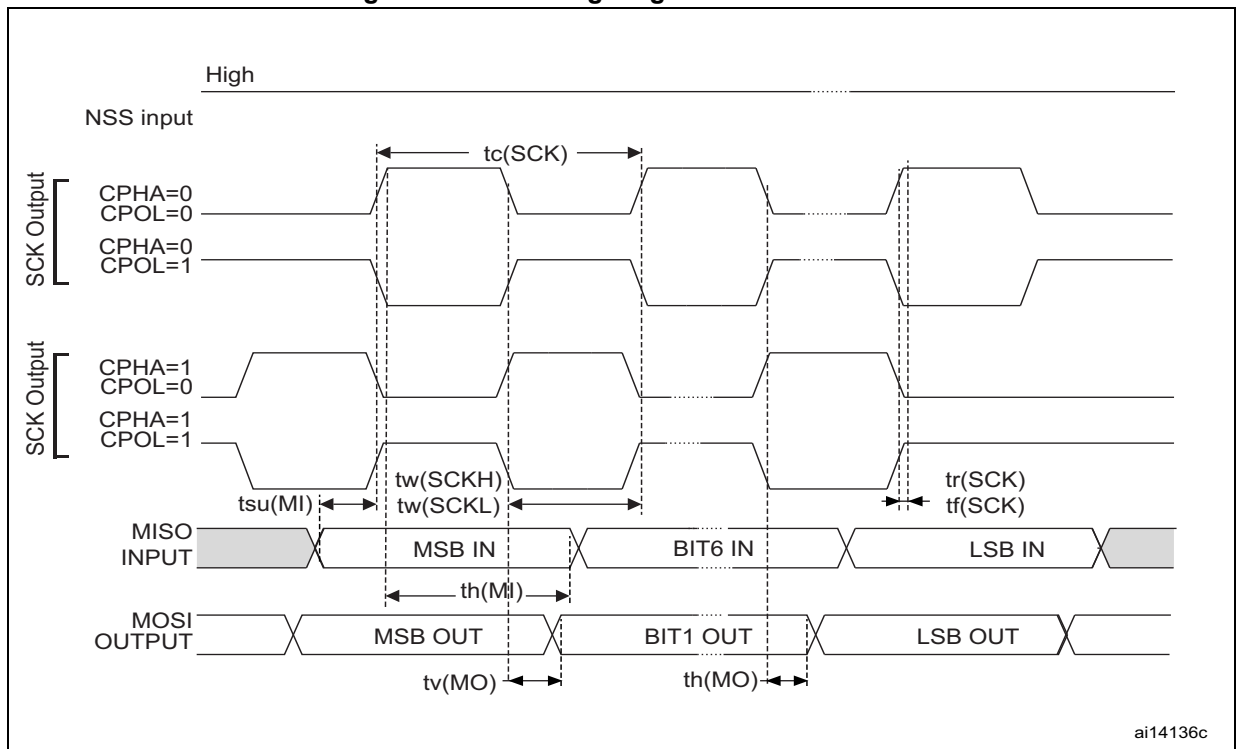 High
NSS input
tc(SCK)
SCK Output
CPHA=0
CPOL=0
CPHA=0
CPOL=1
SCK Output
CPHA=1
CPOL=0
CPHA=1
CPOL=1
tw(SCKH)
tw(SCKL)
tr(SCK)
tf(SCK)
tsu(MI)
MISO
INPUT
MSB IN
BIT6 IN
LSB IN
th(MI)
MOSI
OUTPUT
MSB OUT
BIT1 OUT
LSB OUT
tv(MO)
th(MO)
ai14136c